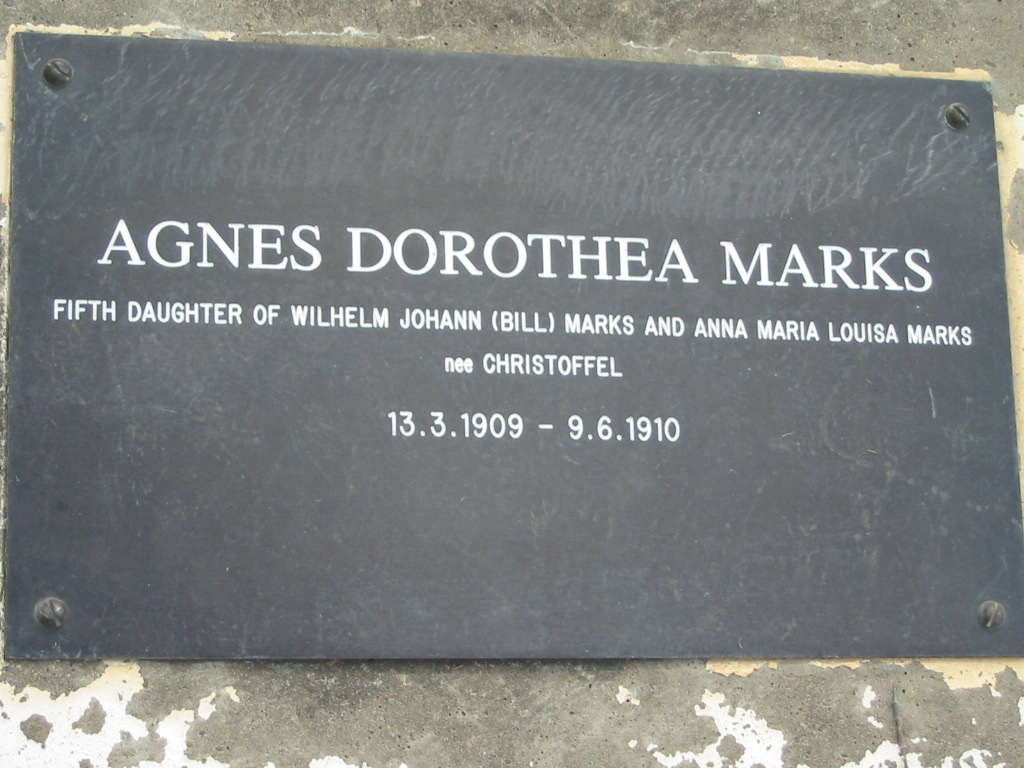 AGNES DOROTHEA MARKS
FIFTH DAUGHTER OF WILHELM JOHANN (BILL) MARKS AND ANNA MARIA LOUISA MARKS
nee CHRISTOFFEL
13.3.1909 - 9.6.1910